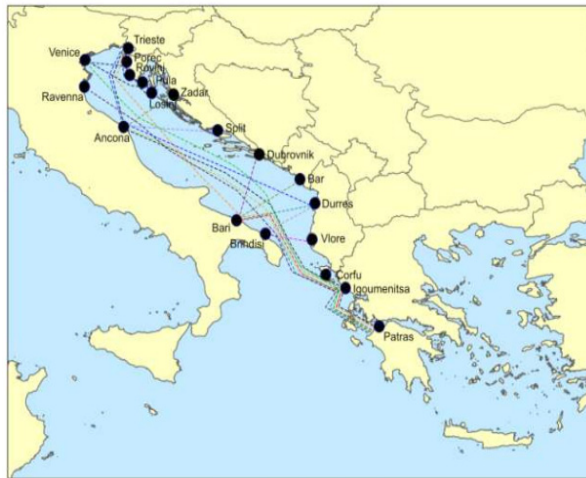 Trieste
Venice
Porec
Rovinj
Pula
Ravenna
Losinj
Zadar
Ancona
Split
Dubrovnik
Bar
Durres
Bari
Brindisi
Vlore
Corfu
Igoumenitsa
Patras